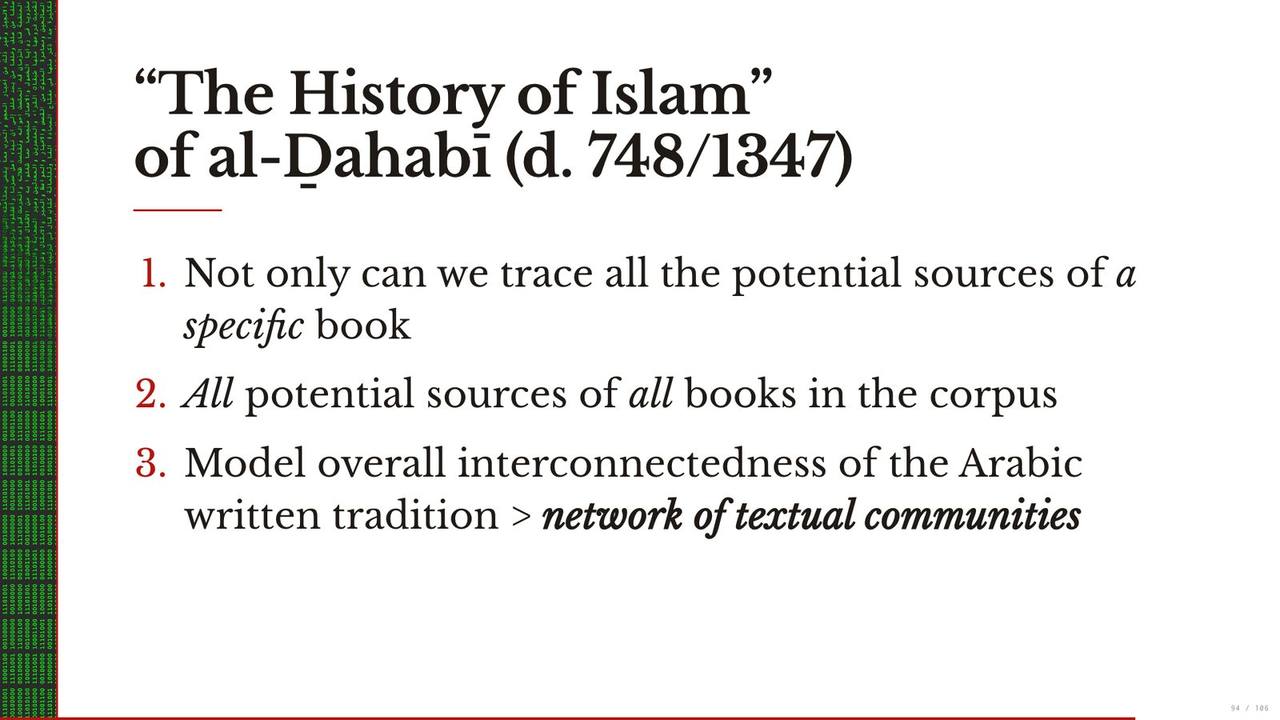 “The History of Islam”
of al-Ḏahabī (d. 748/1347)
1. Not only can we trace all the potential sources of a
specific book
2. All potential sources of all books in the corpus
3. Model overall interconnectedness of the Arabic
written tradition > network of textual communities
94 / 106